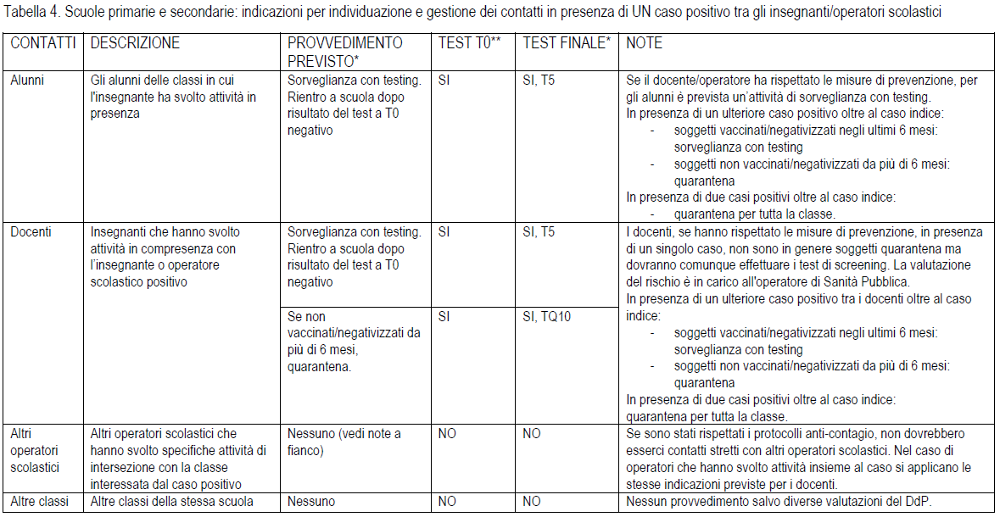 Tabella 4. Scuole primarie e secondarie: indicazioni per individuazione e gestione dei contatti in presenza di UN caso positivo tra gli insegnanti/operatori scolastici
CONTATTI
DESCRIZIONE
PROVVEDIMENTO
PREVISTO*
TEST T0**
TEST FINALE*
NOTE
Alunni
Gli alunni delle classi in cui
l'insegnante ha svolto attività in
presenza
Sorveglianza con testing.
Rientro a scuola dopo
risultato del test a T0
negativo
SI
SI, T5
Se il docente/operatore ha rispettato le misure di prevenzione, per
gli alunni è prevista un'attività di sorveglianza con testing.
In presenza di un ulteriore caso positivo oltre al caso indice:
- soggetti vaccinati/negativizzati negli ultimi 6 mesi:
sorveglianza con testing
- soggetti non vaccinati/negativizzati da più di 6 mesi:
quarantena
In presenza di due casi positivi oltre al caso indice:
- quarantena per tutta la classe.
Docenti
Insegnanti che hanno svolto
attività in compresenza con
l'insegnante o operatore
scolastico positivo
Sorveglianza con testing.
Rientro a scuola dopo
risultato del test a T0
negativo
SI
SI, T5
Se non
vaccinati/negativizzati da
più di 6 mesi,
quarantena.
SI
SI, TQ10
I docenti, se hanno rispettato le misure di prevenzione, in presenza
di un singolo caso, non sono in genere soggetti quarantena ma
dovranno comunque effettuare i test di screening. La valutazione
del rischio è in carico all'operatore di Sanità Pubblica.
In presenza di un ulteriore caso positivo tra i docenti oltre al caso
indice:
- soggetti vaccinati/negativizzati negli ultimi 6 mesi:
sorveglianza con testing
- soggetti non vaccinati/negativizzati da più di 6 mesi:
quarantena
In presenza di due casi positivi oltre al caso indice:
quarantena per tutta la classe.
Altri
operatori
scolastici
Altri operatori scolastici che
hanno svolto specifiche attività di
intersezione con la classe
interessata dal caso positivo
Nessuno (vedi note a
fianco)
NO
NO
Se sono stati rispettati i protocolli anti-contagio, non dovrebbero
esserci contatti stretti con altri operatori scolastici. Nel caso di
operatori che hanno svolto attività insieme al caso si applicano le
stesse indicazioni previste per i docenti.
Altre classi
Altre classi della stessa scuola
Nessuno
NO
NO
Nessun provvedimento salvo diverse valutazioni del DdP.